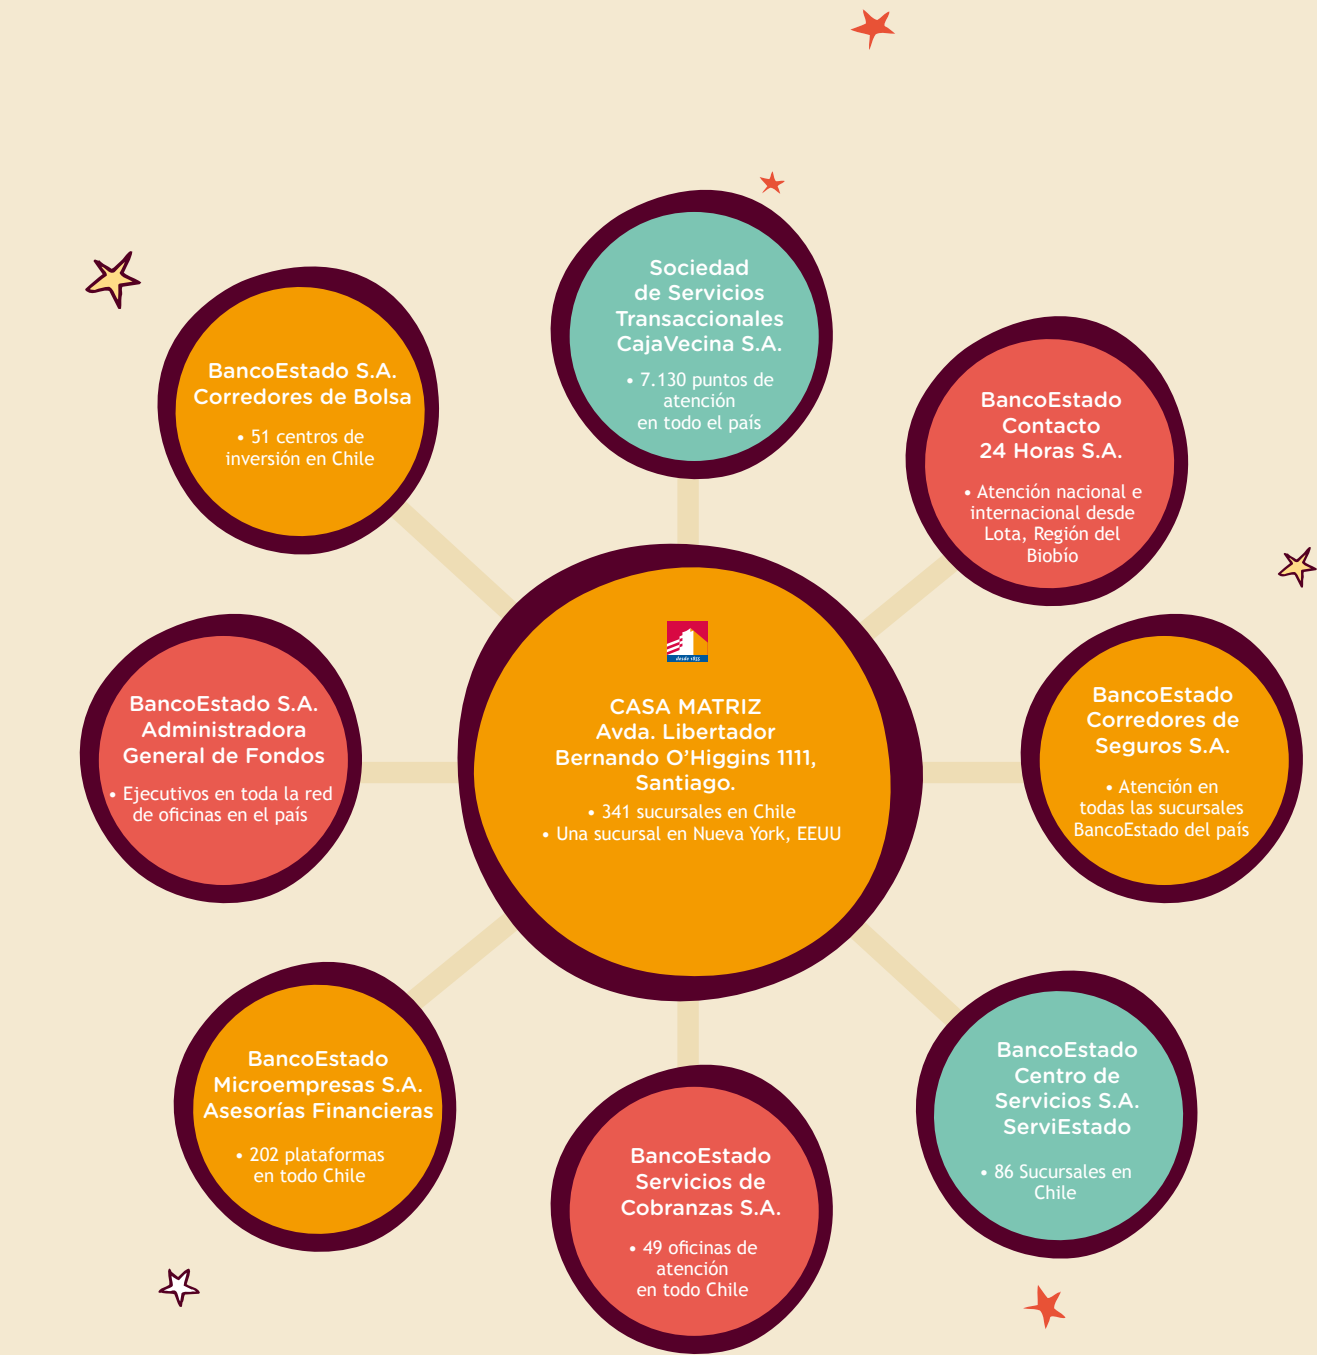 Sociedad
de Servicios
Transaccionales
CajaVecina S.A.
• 7.130 puntos de
atención
en todo el país
BancoEstado S.A.
Corredores de Bolsa
• 51 centros de
inversión en Chile
BancoEstado
Contacto
24 Horas S.A.
• Atención nacional e
internacional desde
Lota, Región del
Biobío
desde 1855
CASA MATRIZ
Avda. Libertador
Bernando O’Higgins 1111,
Santiago.
• 341 sucursales en Chile
• Una sucursal en Nueva York, EEUU
BancoEstado S.A.
Administradora
General de Fondos
• Ejecutivos en toda la red
de oficinas en el país
BancoEstado
Corredores de
Seguros S.A.
• Atención en
todas las sucursales
BancoEstado del país
BancoEstado
Microempresas S.A.
Asesorías Financieras
• 202 plataformas
en todo Chile
BancoEstado
Servicios de
Cobranzas S.A.
• 49 oficinas de
atención
en todo Chile
BancoEstado
Centro de
Servicios S.A.
ServiEstado
• 86 Sucursales en
Chile